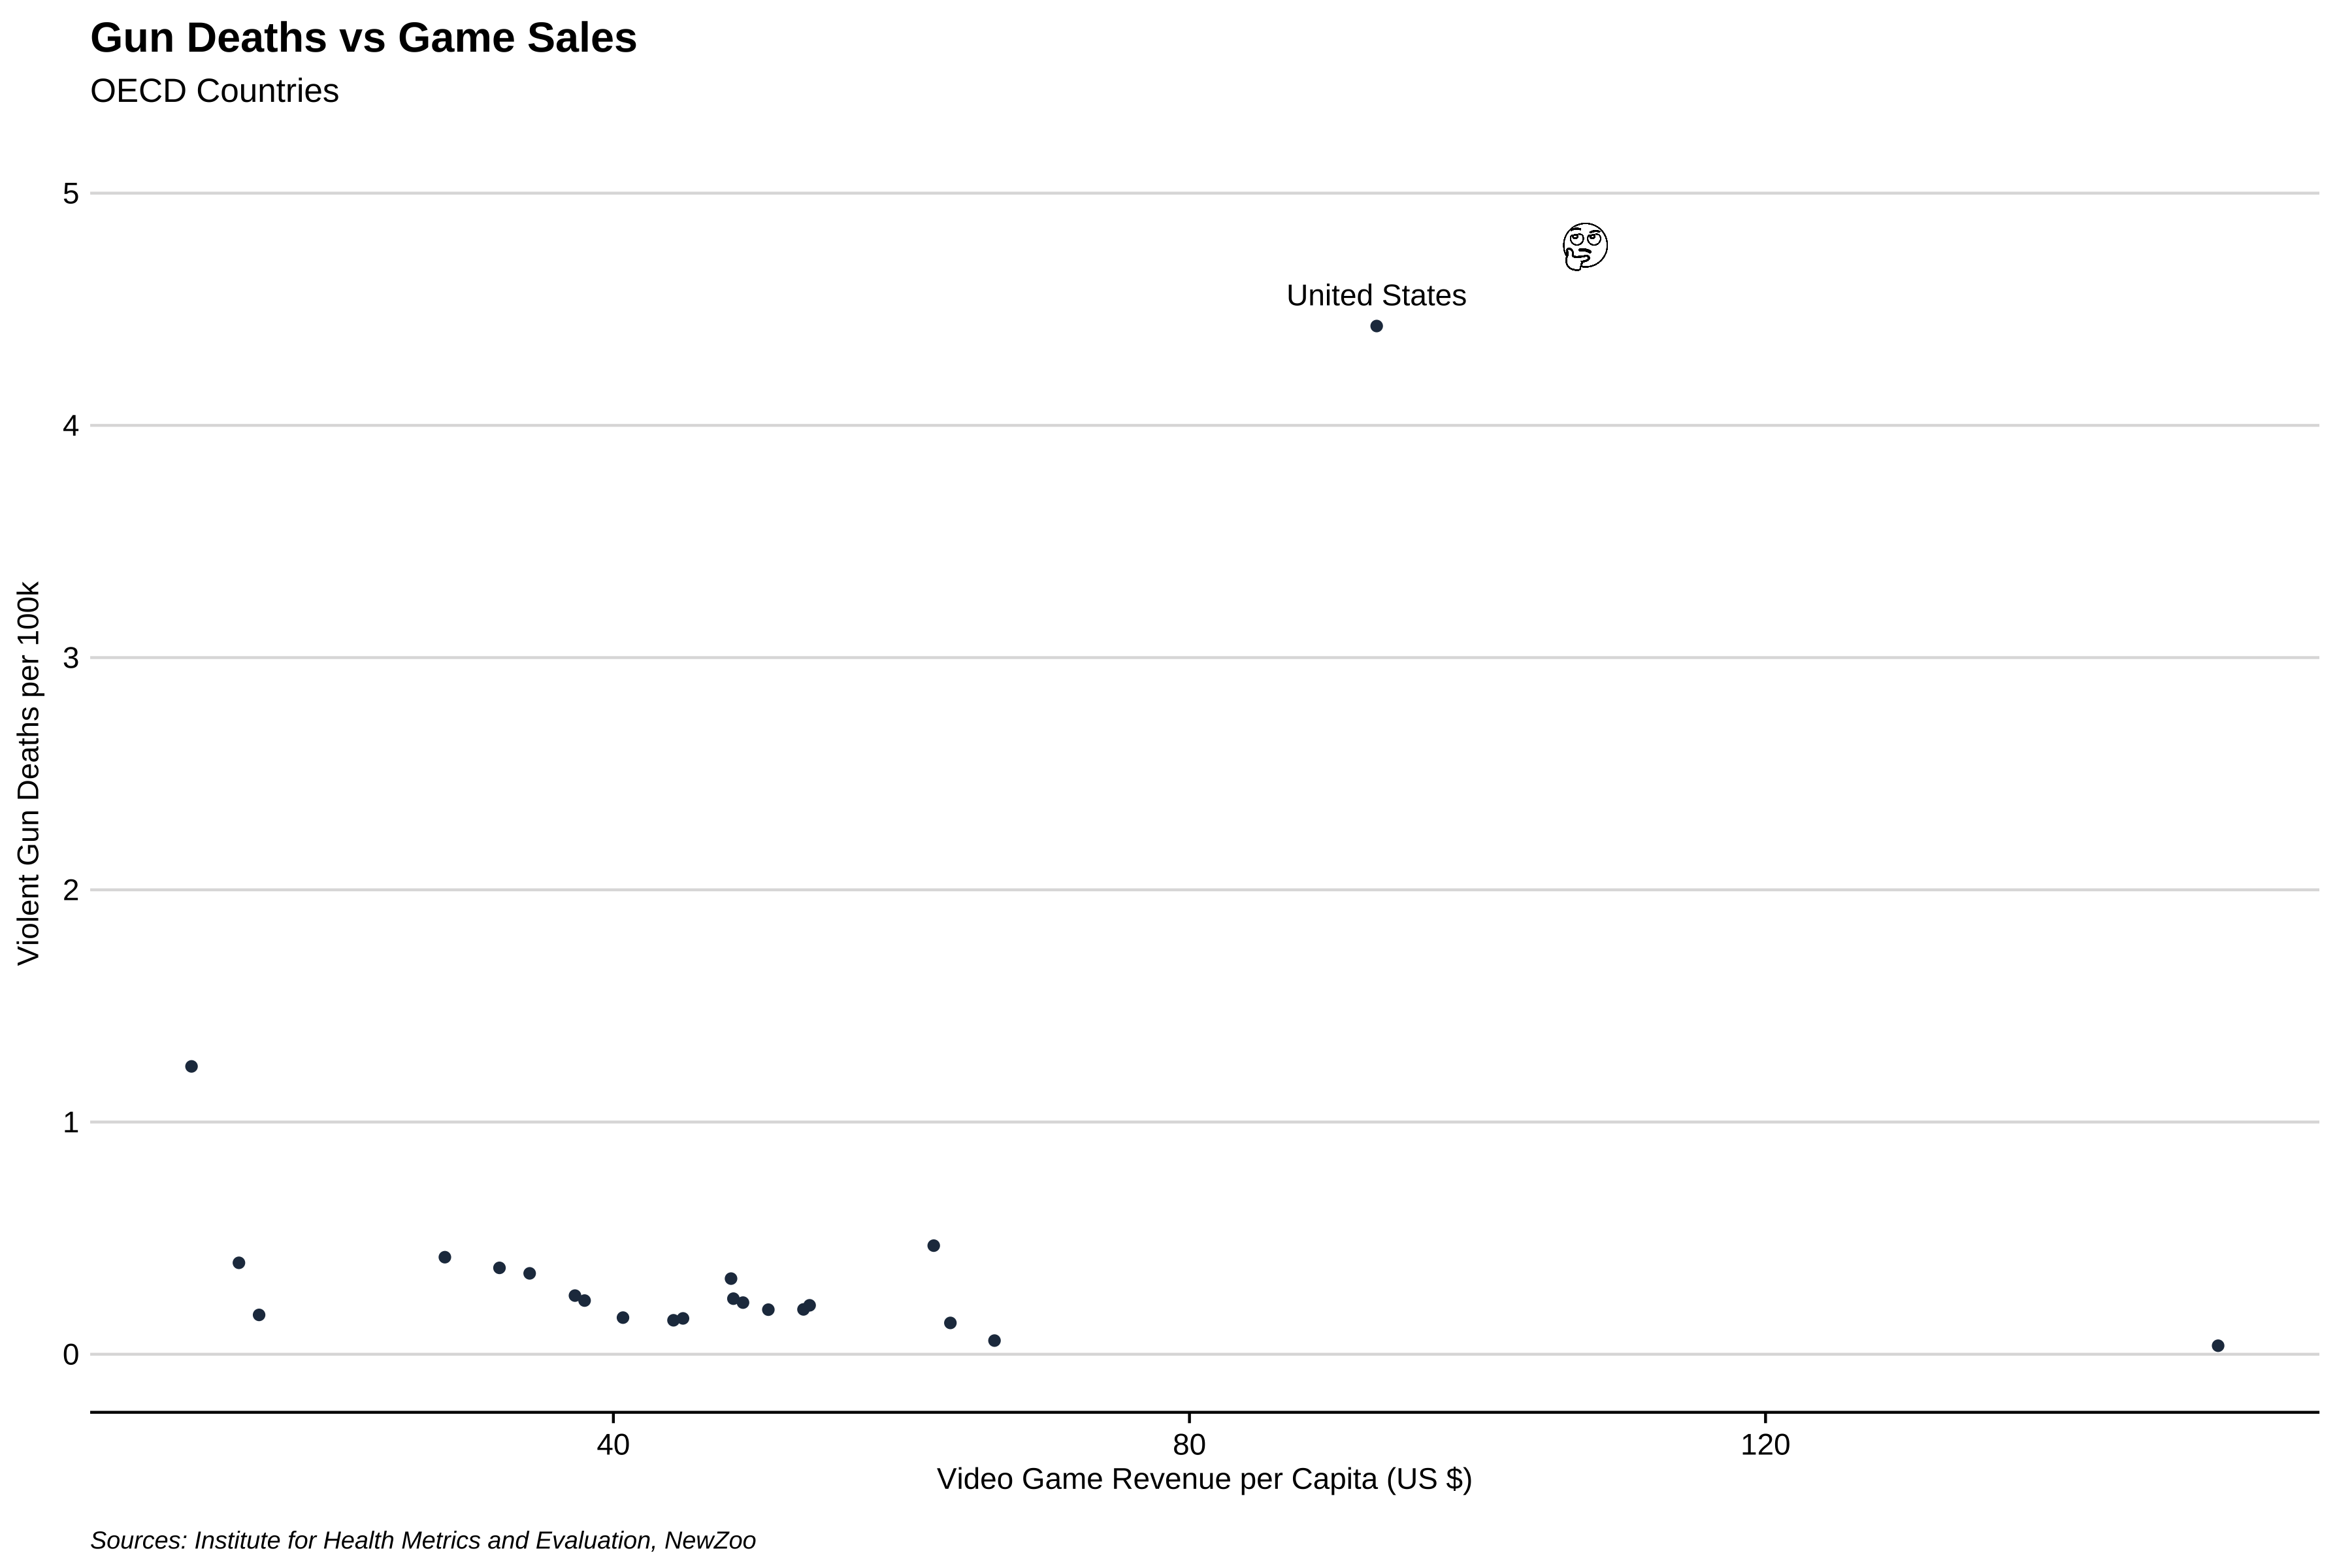 Gun Deaths vs Game Sales
OECD Countries
5
United States
4
3
Violent Gun Deaths per 100k
2
1
0
40 80 120
Video Game Revenue per Capita (US $)
Sources: Institute for Health Metrics and Evaluation, NewZoo